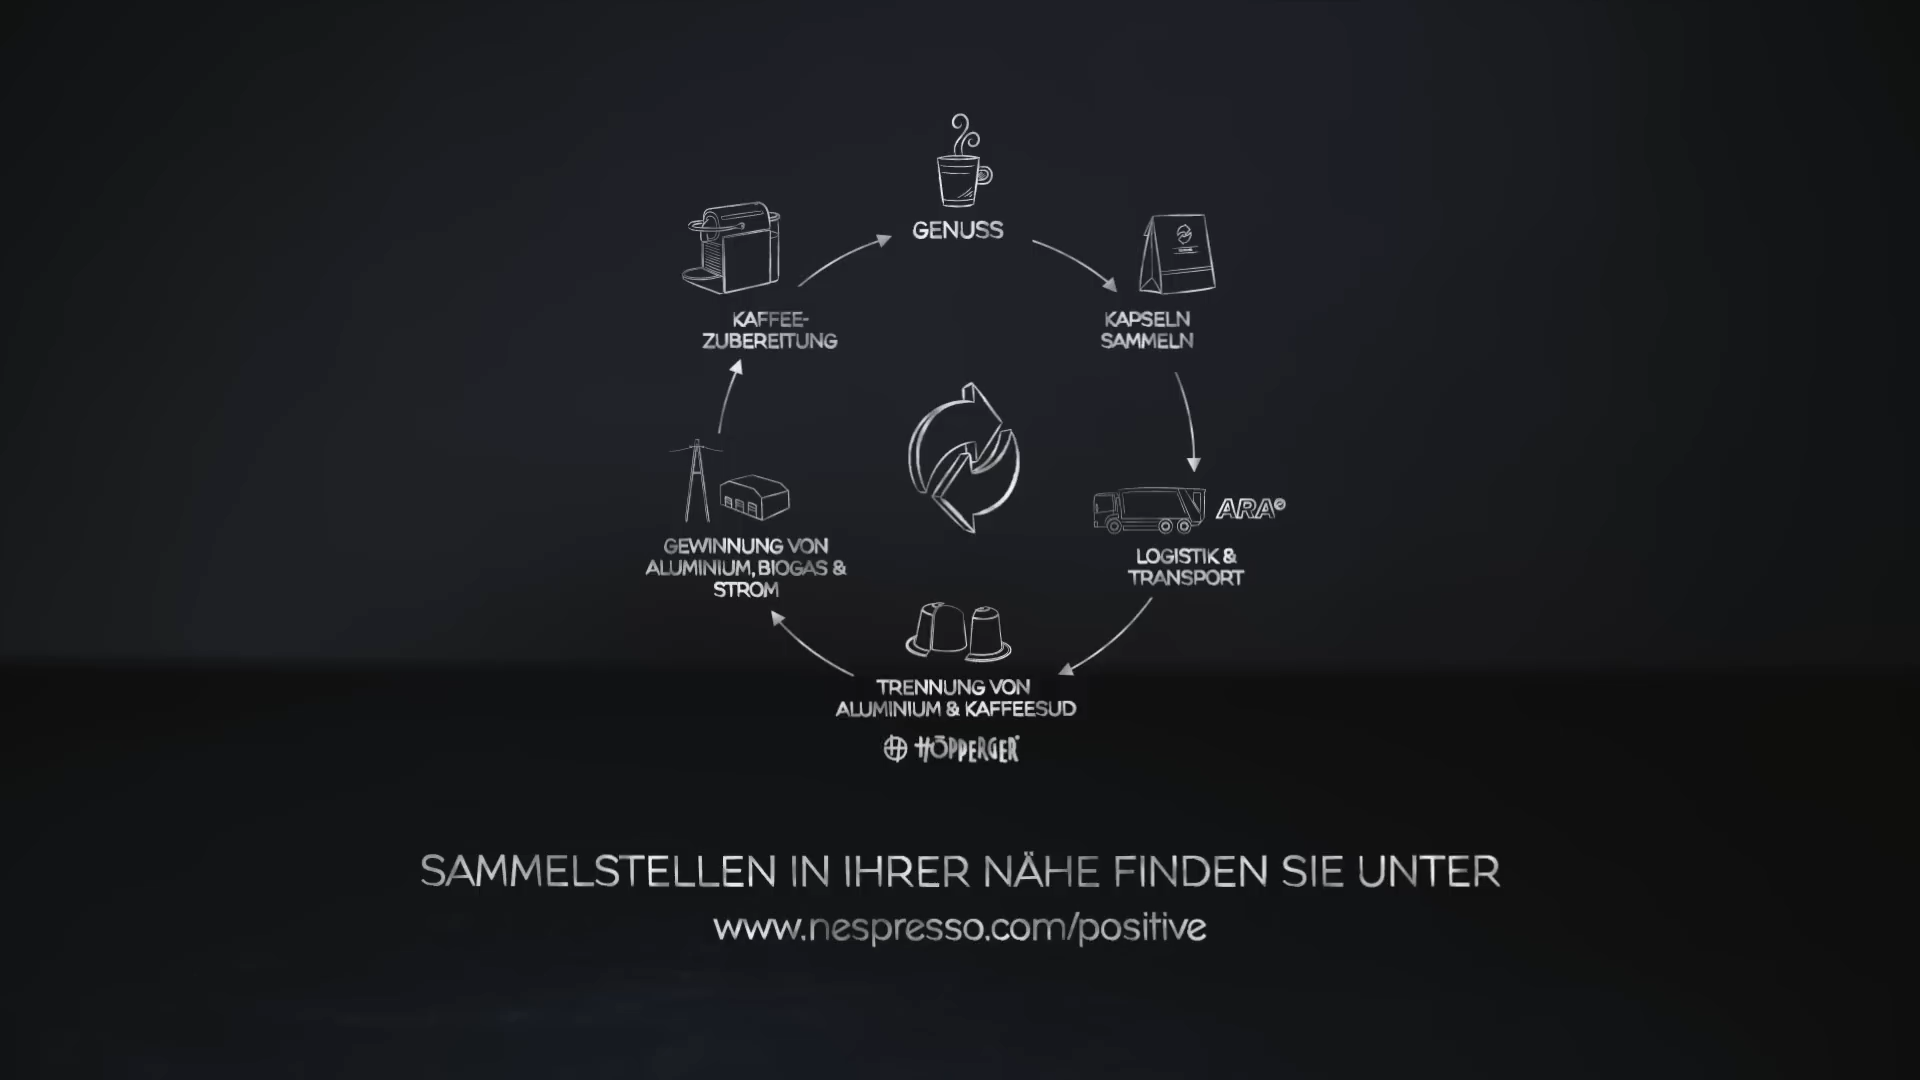 GENUSS
KAPSELN
SAMMELN
ARA
LOGISTIK &
TRANSPORT
TRENNUNG VON
ALUMINIUM & KAFFEESUD
HÖPPERGER
GEWINNUNG VON
ALUMINIUM, BIOGAS &
STROM
KAFFEE-
ZUBEREITUNG
SAMMELSTELLEN IN IHRER NÄHE FINDEN SIE UNTER
www.nespresso.com/positive